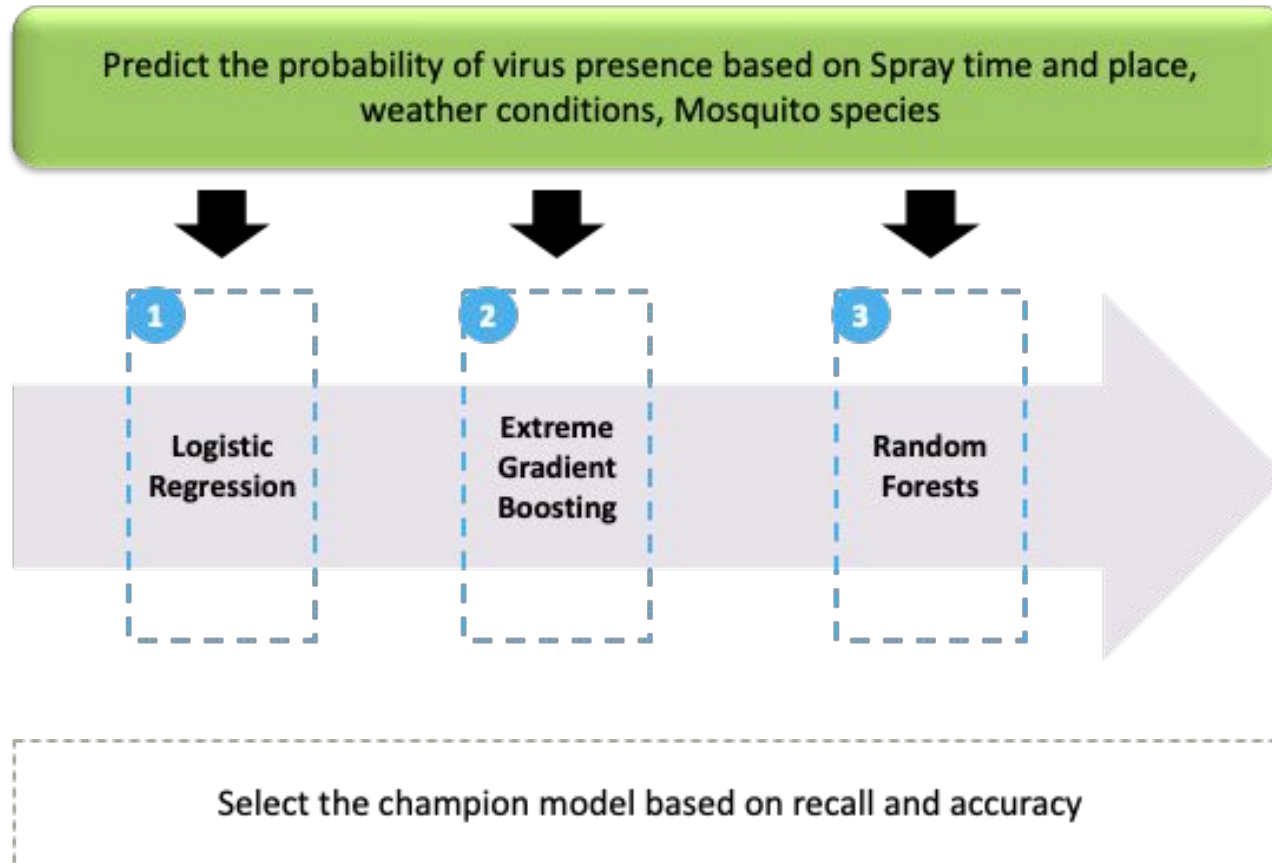 Predict the probability of virus presence based on Spray time and place,
weather conditions, Mosquito species
1
2
3
Logistic
Regression
Extreme
Gradient
Boosting
Random
Forests
Select the champion model based on recall and accuracy